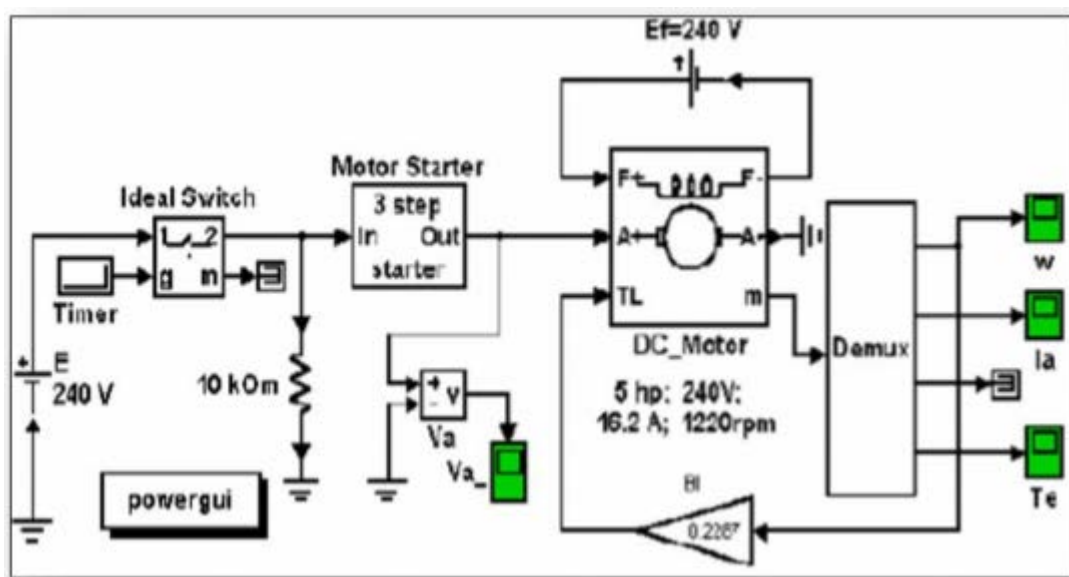 Ef=240 V
Motor Starter
Ideal Switch
3 step
starter
In
Out
1
2
g
m
Timer
E
240 V
10 kOm
+
-
v
Va
Va_
powergui
F+
F-
A+
A-
TL
m
DC_Motor
5 hp; 240V;
16.2 A; 1220rpm
Demux
w
Ia
Te
Bl
0.2287